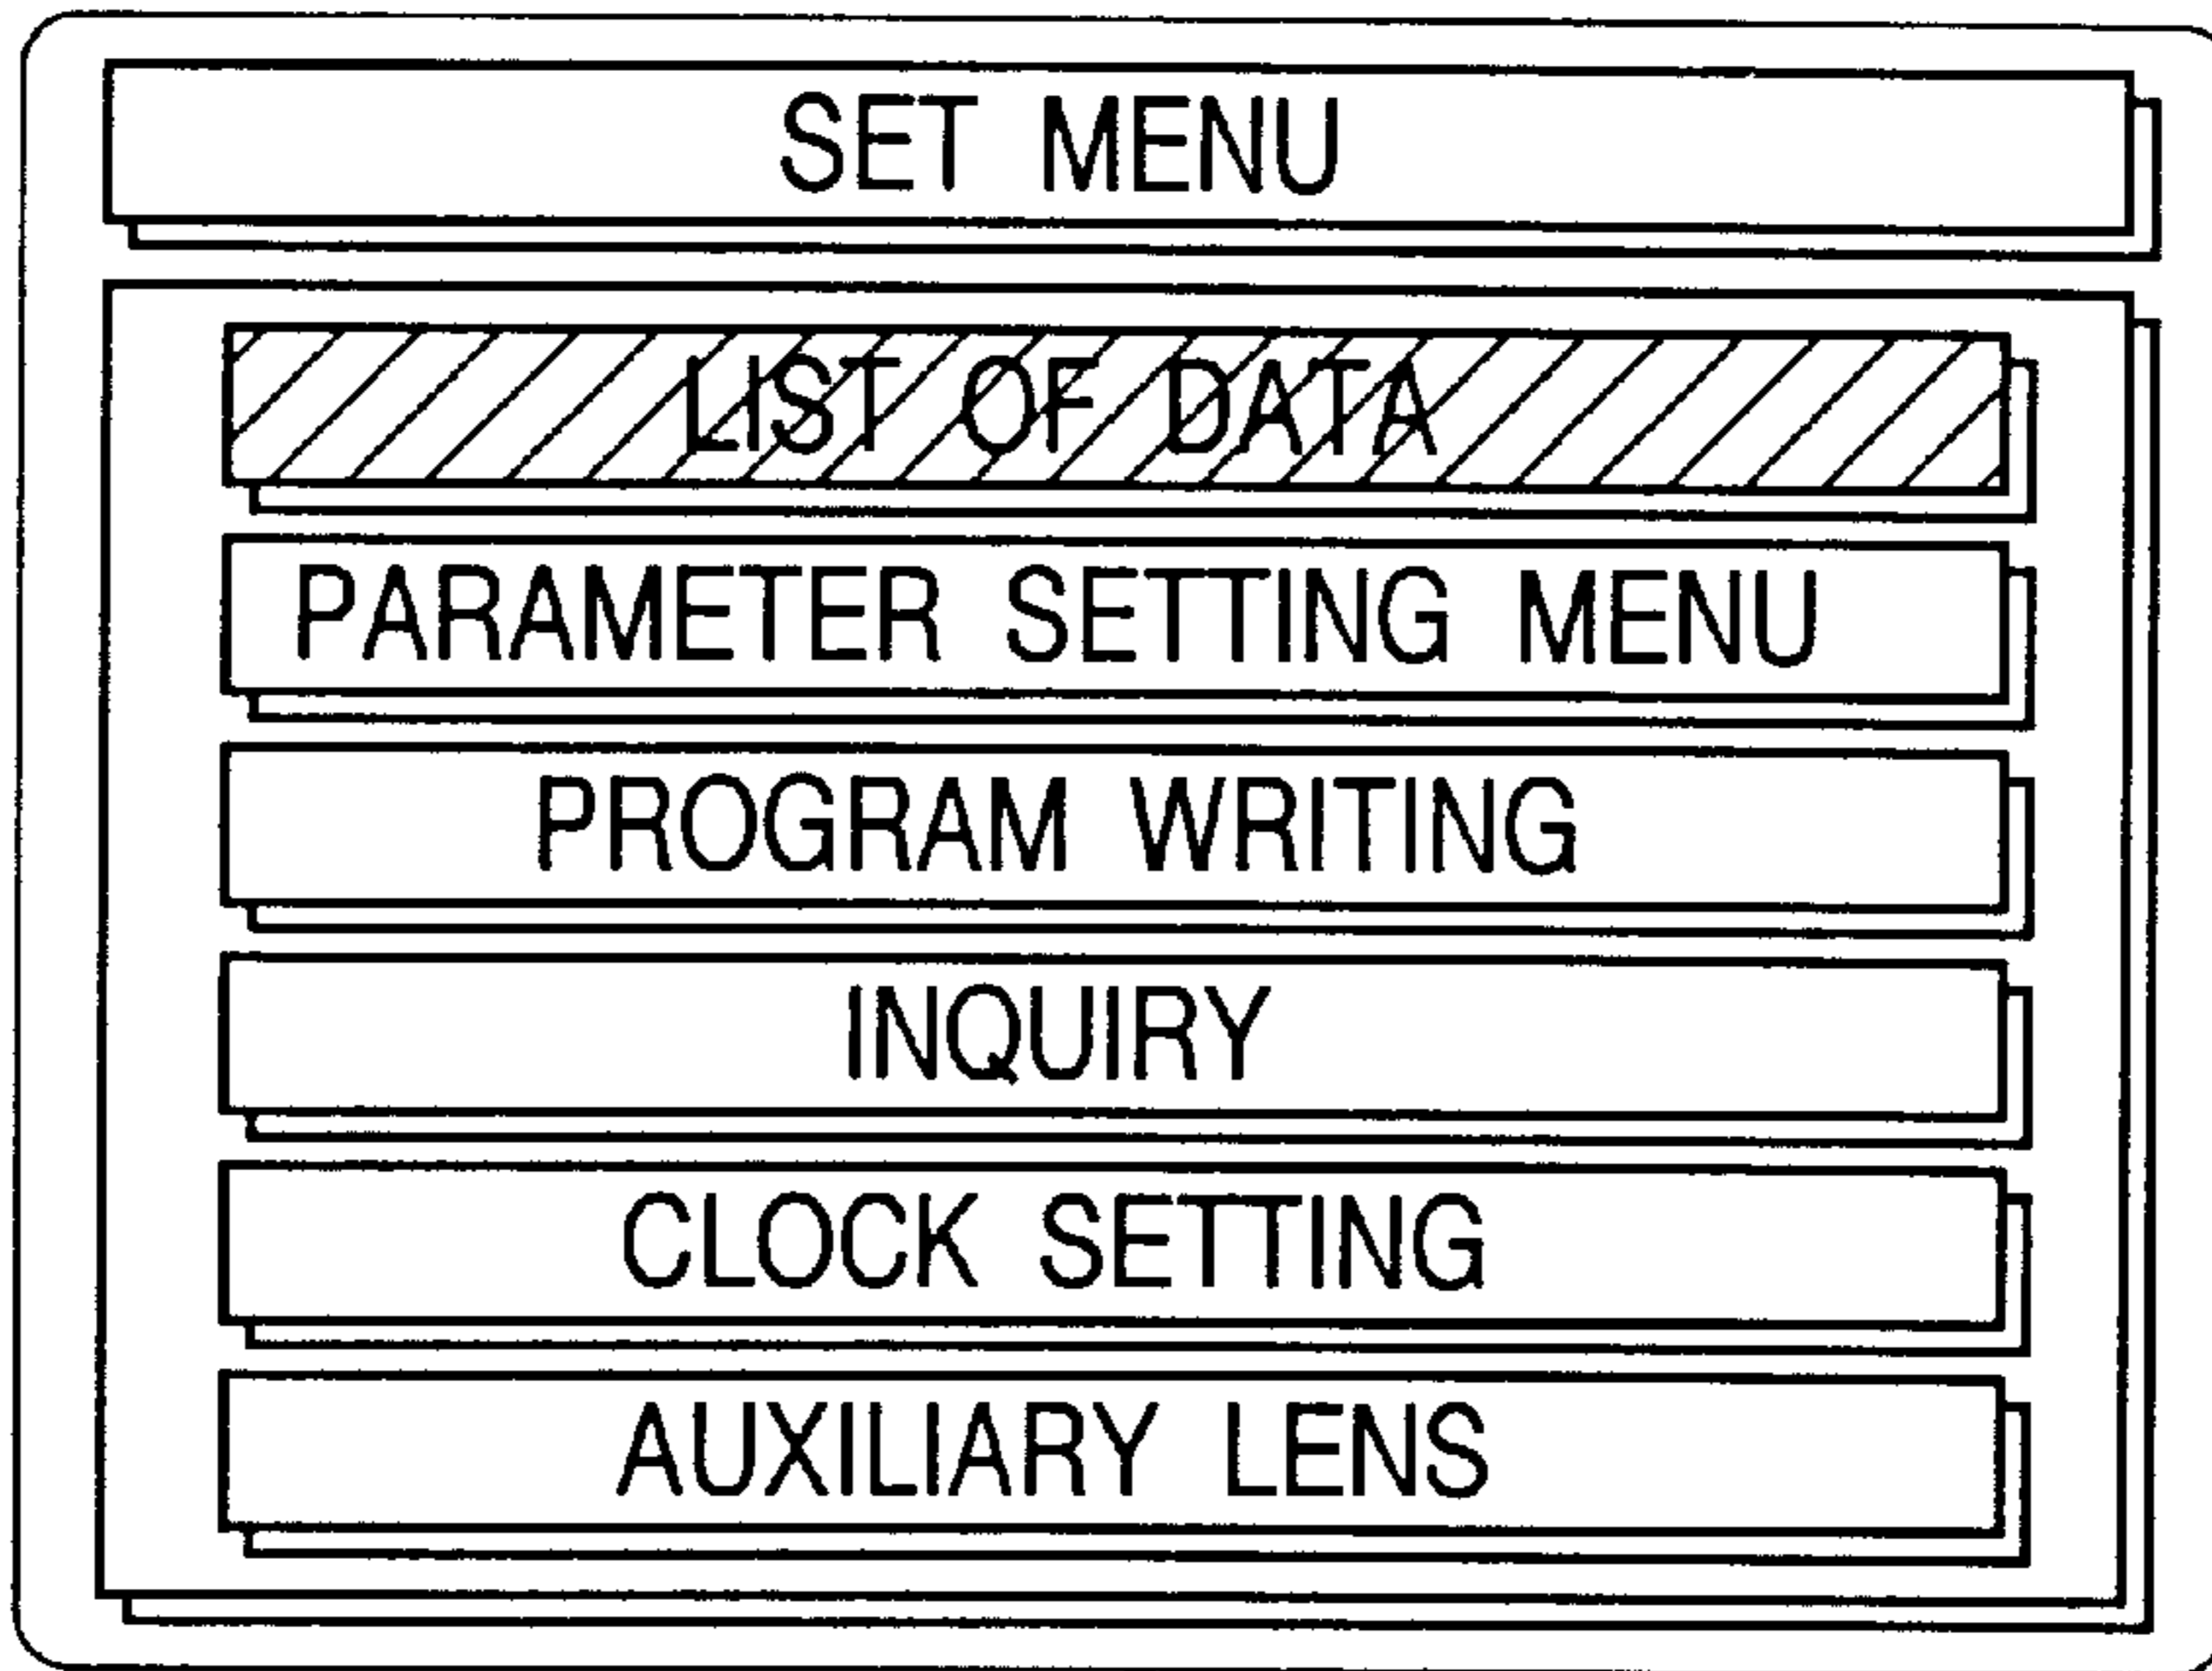 SET MENU
LIST OF DATA
PARAMETER SETTING MENU
PROGRAM WRITING
INQUIRY
CLOCK SETTING
AUXILIARY LENS